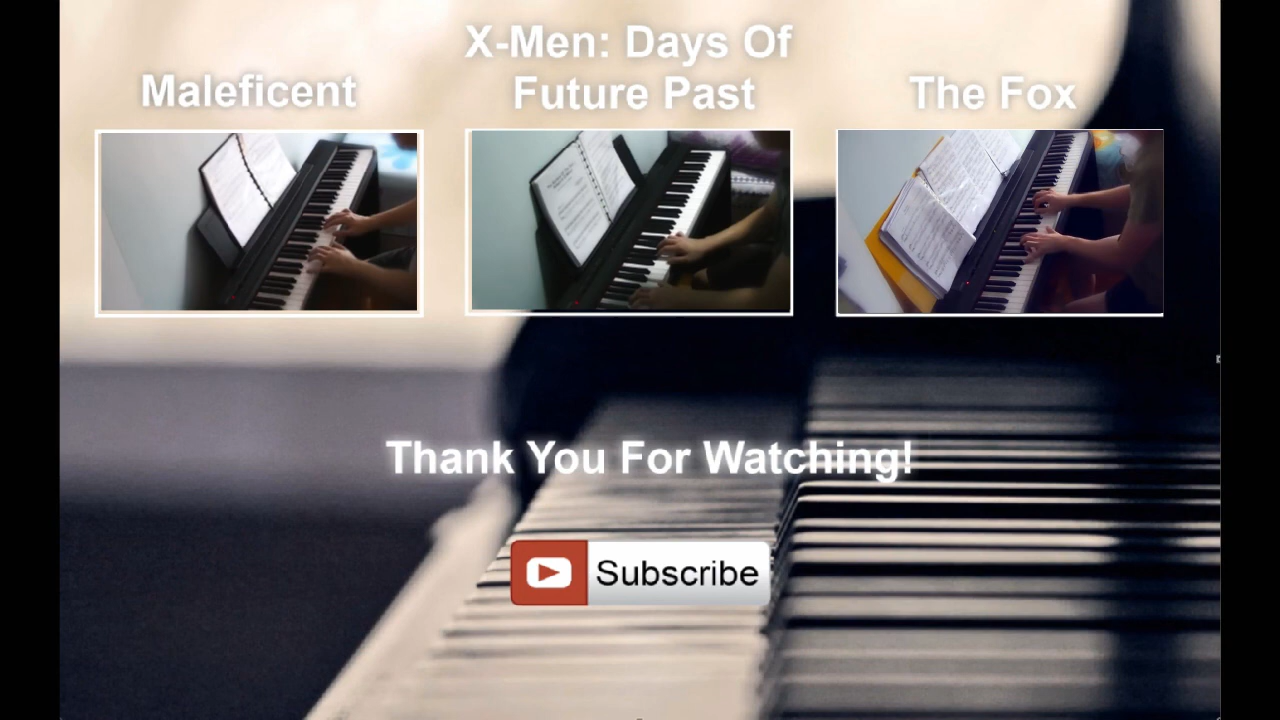 Maleficent
X-Men: Days Of
Future Past
The Fox
Thank You For Watching!
Subscribe